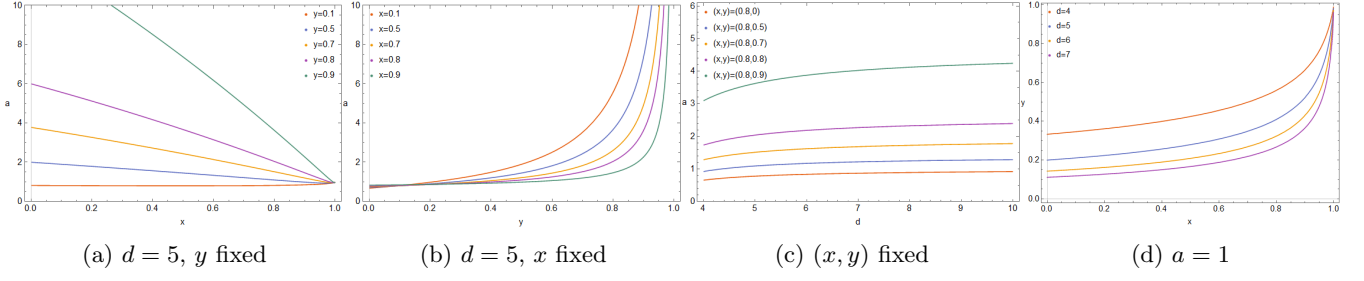 10
8
6
a
4
2
0
0.0 0.2 0.4 0.6 0.8 1.0
x
y=0.1
y=0.5
y=0.7
y=0.8
y=0.9
(a) d = 5, y fixed
10
8
6
a
4
2
0
0.0 0.2 0.4 0.6 0.8 1.0
y
x=0.1
x=0.5
x=0.7
x=0.8
x=0.9
(b) d = 5, x fixed
6
5
4
a
3
2
1
0
4 5 6 7 8 9 10
d
(x,y)=(0.8,0)
(x,y)=(0.8,0.5)
(x,y)=(0.8,0.7)
(x,y)=(0.8,0.8)
(x,y)=(0.8,0.9)
(c) (x, y) fixed
1.0
0.8
0.6
y
0.4
0.2
0.0
0.0 0.2 0.4 0.6 0.8 1.0
x
d=4
d=5
d=6
d=7
(d) a = 1